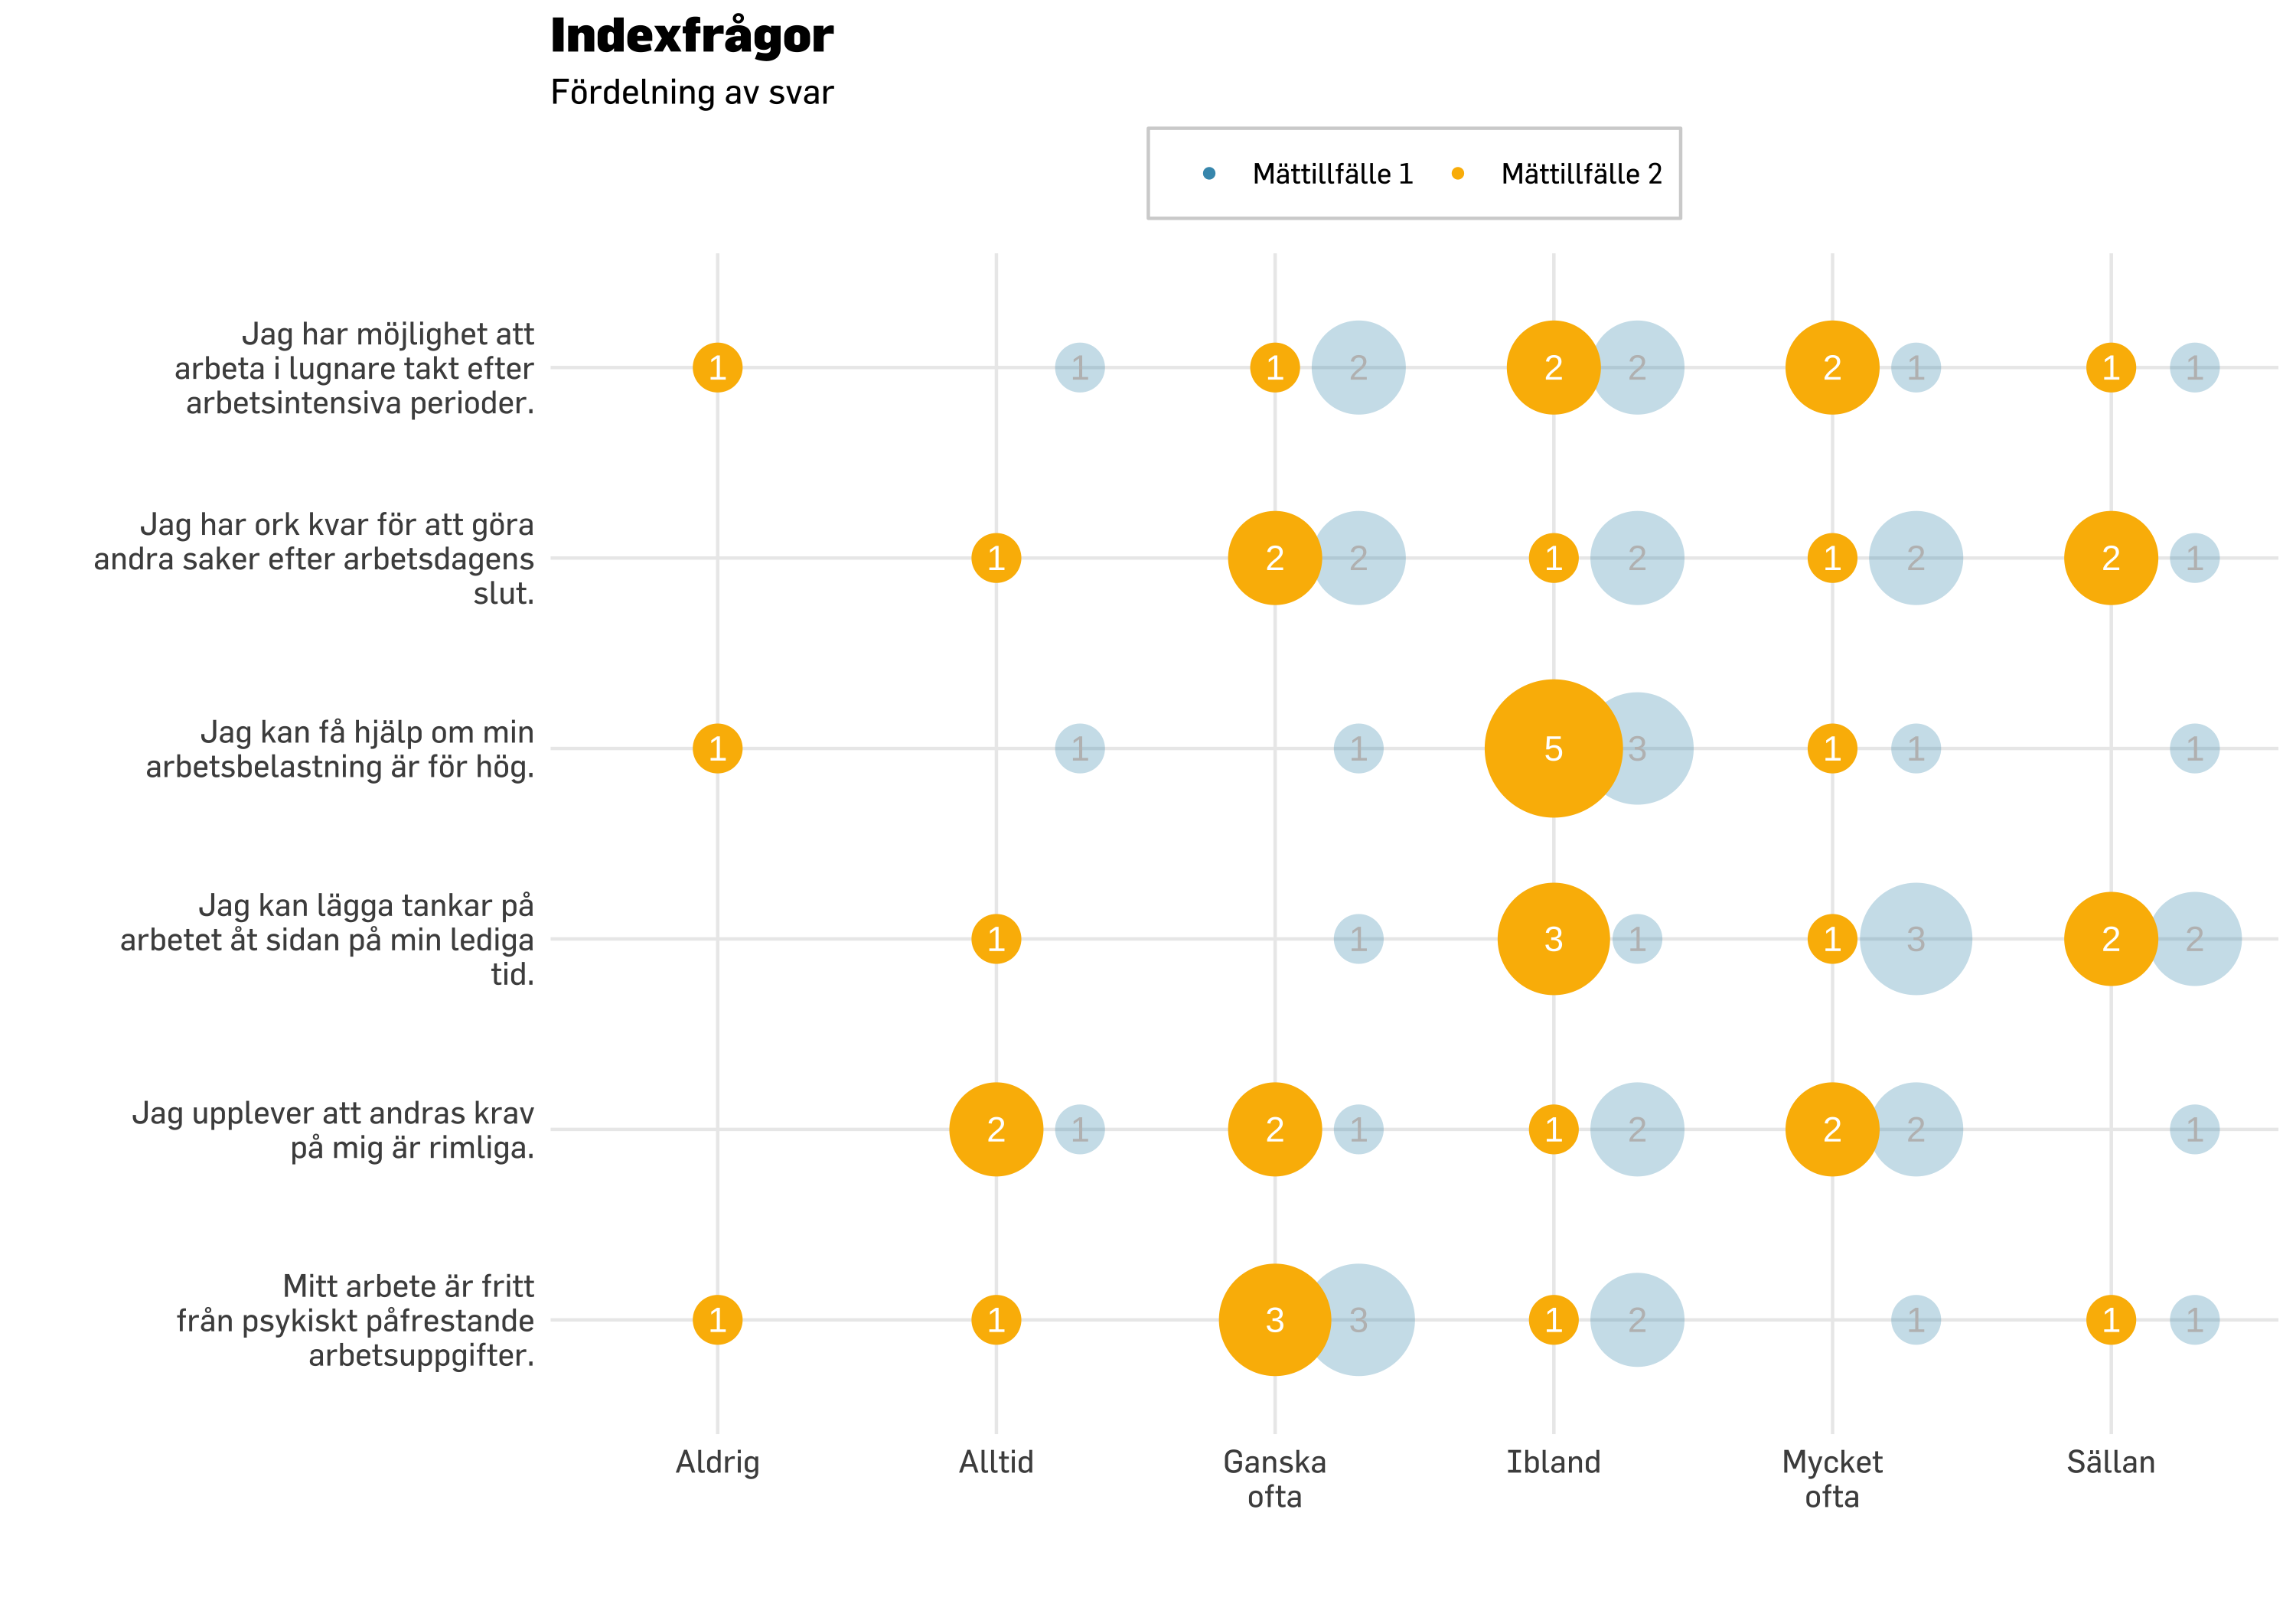 Indexfrågor
Fördelning av svar
Mättillfälle 1 Mättillfälle 2
Jag har möjlighet att
arbeta i lugnare takt efter
arbetsintensiva perioder.
1 1 1 2 2 2 2 1 1 1
Jag har ork kvar för att göra
andra saker efter arbetsdagens
slut.
1 2 2 1 2 1 2 2 1
Jag kan få hjälp om min
arbetsbelastning är för hög.
1 1 1 5 3 1 1 1
Jag kan lägga tankar på
arbetet åt sidan på min lediga
tid.
1 1 3 1 1 3 2 2
Jag upplever att andras krav
på mig är rimliga.
2 1 2 1 1 2 2 2 1
Mitt arbete är fritt
från psykiskt påfrestande
arbetsuppgifter.
1 1 3 3 1 2 1 1 1
Aldrig
Alltid
Ganska
ofta
Ibland
Mycket
ofta
Sällan